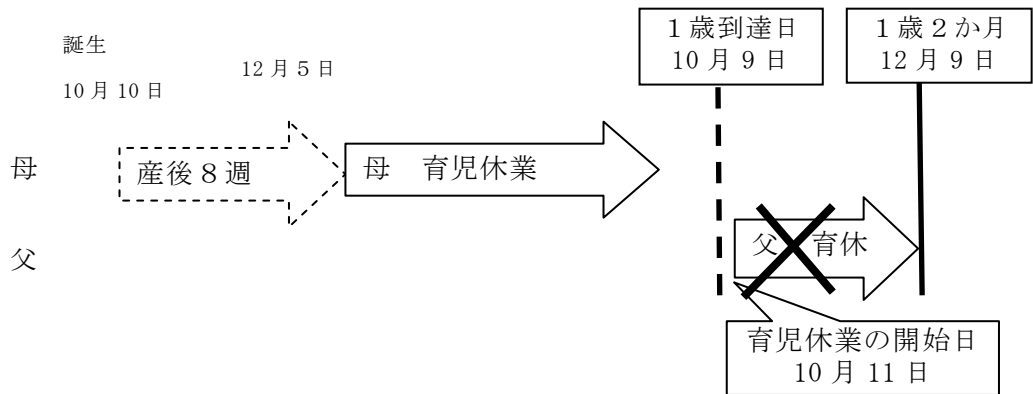 誕生
10月10日
12月5日
1歳到達日
10月9日
1歳2か月
12月9日
母
産後8週
母 育児休業
父
父 育休
育児休業の開始日
10月11日